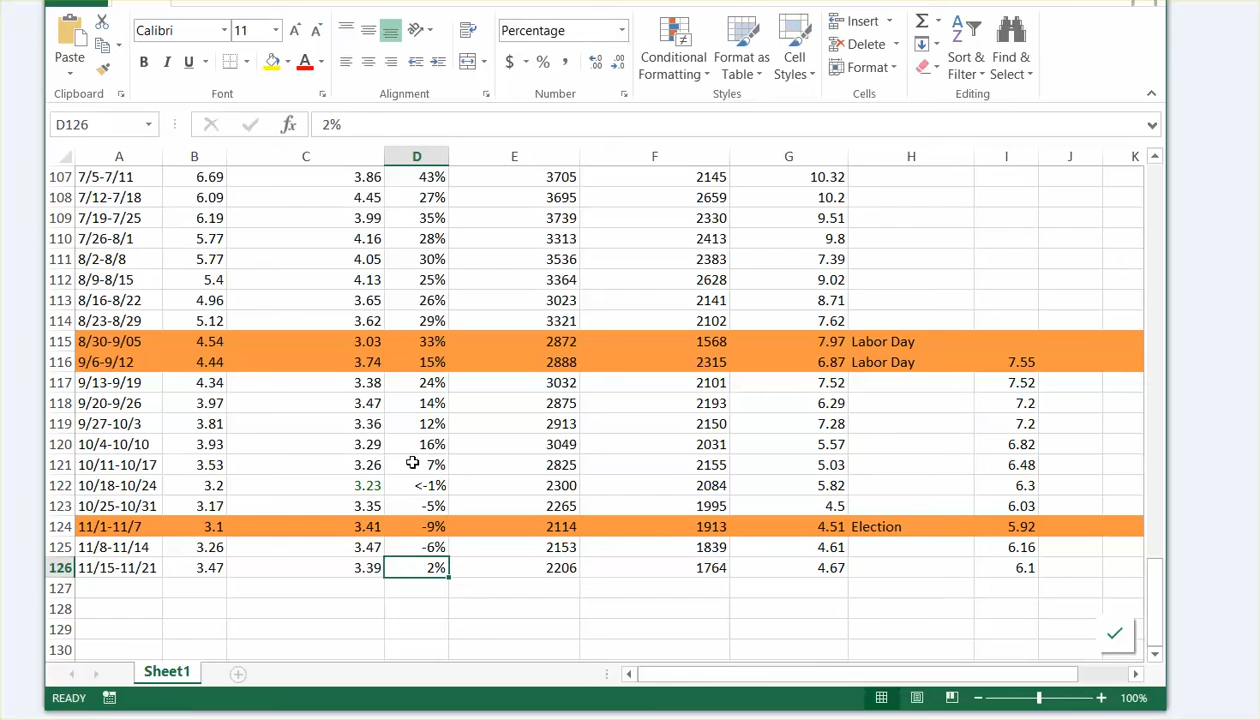 Calibri 11 Percentage Insert
Delete
Paste B I U $ % , Conditional Format as Cell Format Sort & Find &
Formatting Table Styles Filter Select
Clipboard Font Alignment Number Styles Cells Editing
D126 fx 2%
A B C D E F G H I J K
107 7/5-7/11 6.69 3.86 43% 3705 2145 10.32
108 7/12-7/18 6.09 4.45 27% 3695 2659 10.2
109 7/19-7/25 6.19 3.99 35% 3739 2330 9.51
110 7/26-8/1 5.77 4.16 28% 3313 2413 9.8
111 8/2-8/8 5.77 4.05 30% 3536 2383 7.39
112 8/9-8/15 5.4 4.13 25% 3364 2628 9.02
113 8/16-8/22 4.96 3.65 26% 3023 2141 8.71
114 8/23-8/29 5.12 3.62 29% 3321 2102 7.62
115 8/30-9/05 4.54 3.03 33% 2872 1568 7.97 Labor Day
116 9/6-9/12 4.44 3.74 15% 2888 2315 6.87 Labor Day 7.55
117 9/13-9/19 4.34 3.38 24% 3032 2101 7.52 7.52
118 9/20-9/26 3.97 3.47 14% 2875 2193 6.29 7.2
119 9/27-10/3 3.81 3.36 12% 2913 2150 7.28 7.2
120 10/4-10/10 3.93 3.29 16% 3049 2031 5.57 6.82
121 10/11-10/17 3.53 3.26 7% 2825 2155 5.03 6.48
122 10/18-10/24 3.2 3.23 <-1% 2300 2084 5.82 6.3
123 10/25-10/31 3.17 3.35 -5% 2265 1995 4.5 6.03
124 11/1-11/7 3.1 3.41 -9% 2114 1913 4.51 Election 5.92
125 11/8-11/14 3.26 3.47 -6% 2153 1839 4.61 6.16
126 11/15-11/21 3.47 3.39 2% 2206 1764 4.67 6.1
127
128
129
130
Sheet1
READY 100%